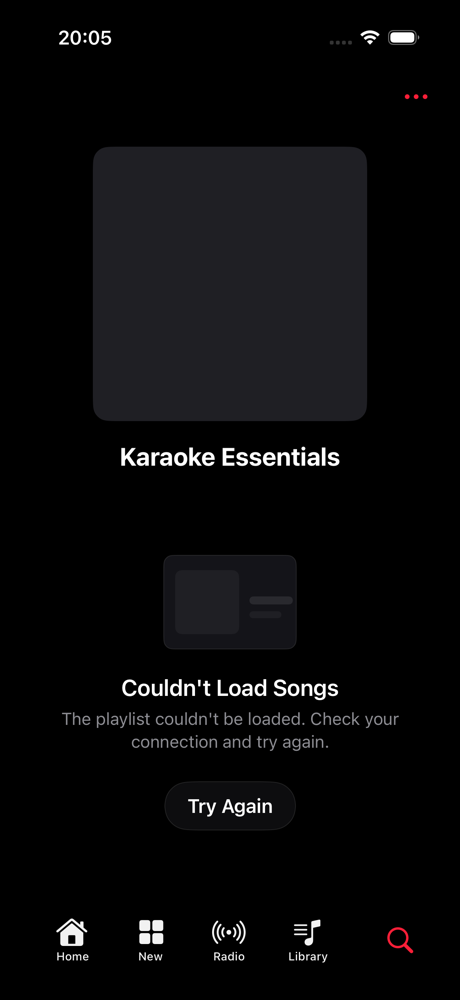 20:05
Karaoke Essentials
Couldn't Load Songs
The playlist couldn't be loaded. Check your
connection and try again.
Try Again
Home
New
Radio
Library